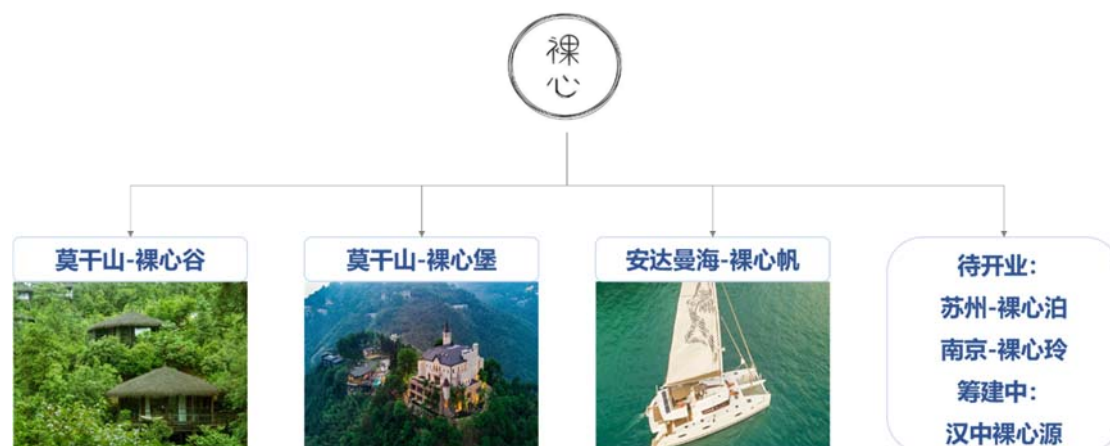 裸
心
莫干山-裸心谷
莫干山-裸心堡
安达曼海-裸心帆
待开业：
苏州-裸心泊
南京-裸心玲
筹建中：
汉中裸心源